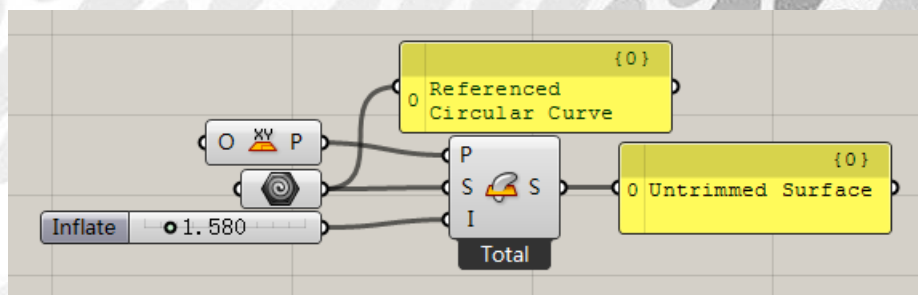 {0}
0 Referenced
Circular Curve
O XY P
P
{0}
S S
0 Untrimmed Surface
Inflate 1.580
I
Total